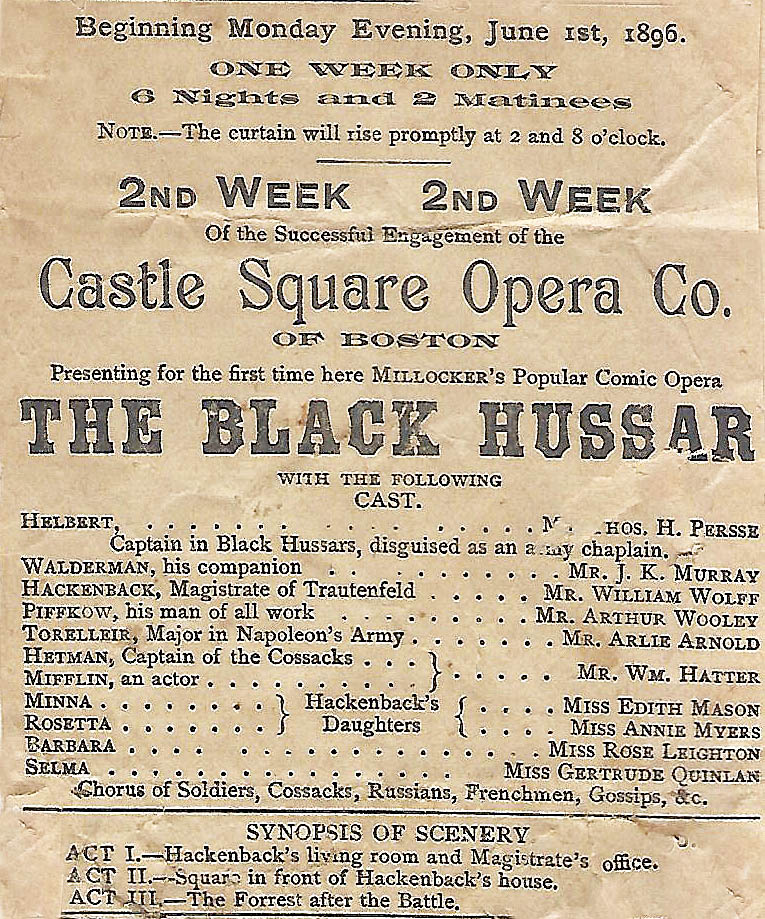 Beginning Monday Evening, June 1st, 1896.
ONE WEEK ONLY
6 Nights and 2 Matinees
NOTE.—The curtain will rise promptly at 2 and 8 o'clock.
2ND WEEK 2ND WEEK
Of the Successful Engagement of the
Castle Square Opera Co.
OF BOSTON
Presenting for the first time here MILLOCKER'S Popular Comic Opera
THE BLACK HUSSAR
WITH THE FOLLOWING
CAST.
HELBERT, . . . . . . . . . . . . . . . . . H. PERSSE
Captain in Black Hussars, disguised as an chaplain.
WALDERMAN, his companion . . . . . . . . . . MR. J. K. MURRAY
HACKENBACK, Magistrate of Trautenfeld . . . . . . MR. WILLIAM WOLFF
PIFFKOW, his man of all work . . . . . . . . . MR. ARTHUR WOOLEY
TORELLEIR, Major in Napoleon's Army . . . . . . . MR. ARLIE ARNOLD
HETMAN, Captain of the Cossacks . . . } . . . . . . MR. WM. HATTER
MIFFLIN, an actor . . . . . . . . . .
MINNA . . . . . . . . } Hackenback's { . . . . MISS EDITH MASON
ROSETTA . . . . . . . } Daughters { . . . . MISS ANNIE MYERS
BARBARA . . . . . . . . . . . . . . . . . MISS ROSE LEIGHTON
SELMA . . . . . . . . . . . . . . . . MISS GERTRUDE QUINLAN
Chorus of Soldiers, Cossacks, Russians, Frenchmen, Gossips, &c.
SYNOPSIS OF SCENERY
ACT I.—Hackenback's living room and Magistrate's office.
ACT II.—Square in front of Hackenback's house.
ACT III.—The Forrest after the Battle.